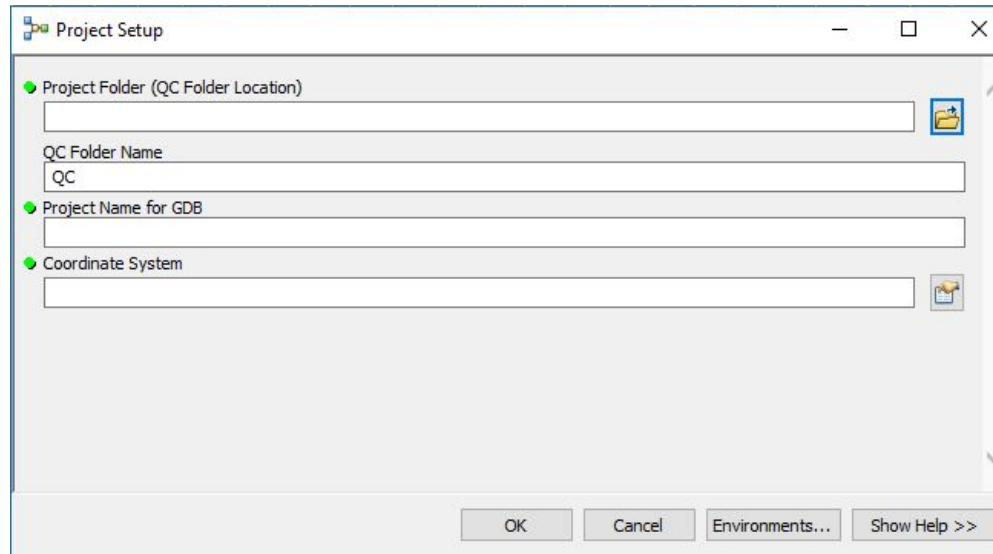 Project Setup
Project Folder (QC Folder Location)
QC Folder Name
QC
Project Name for GDB
Coordinate System
OK Cancel Environments... Show Help >>